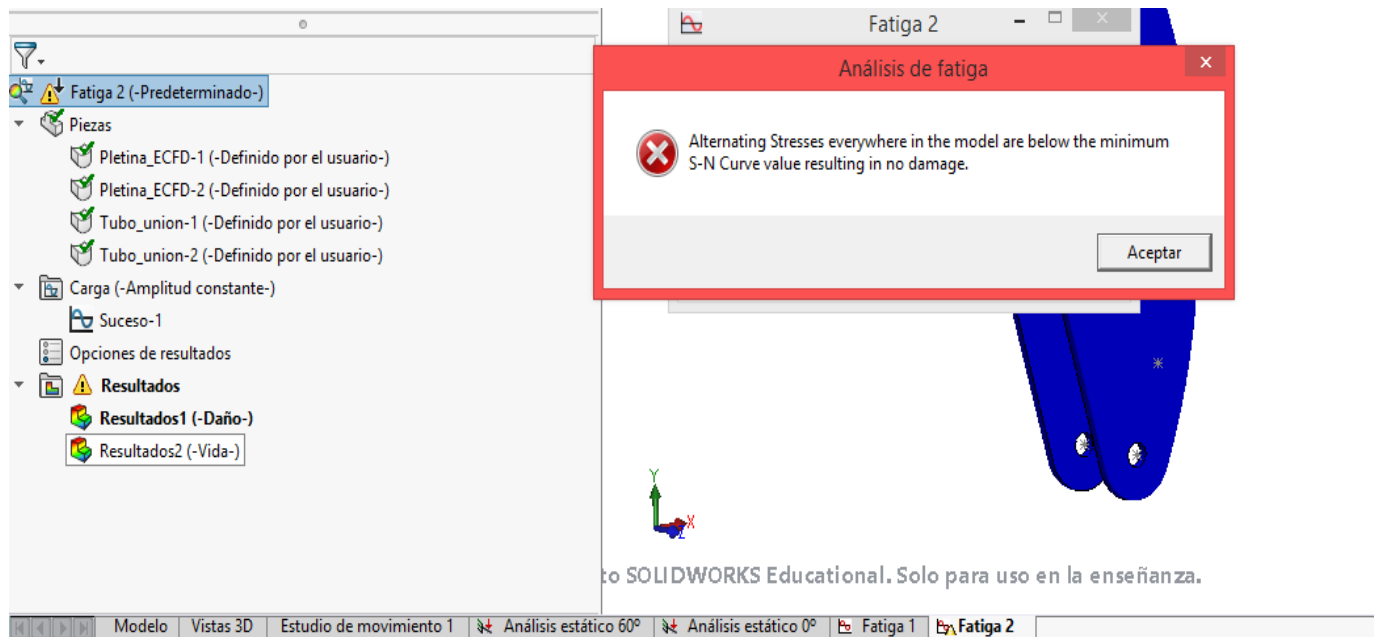 Fatiga 2
Análisis de fatiga
Alternating Stresses everywhere in the model are below the minimum
S-N Curve value resulting in no damage.
Aceptar
Fatiga 2 (-Predeterminado-)
Piezas
Pletina_ECFD-1 (-Definido por el usuario-)
Pletina_ECFD-2 (-Definido por el usuario-)
Tubo_union-1 (-Definido por el usuario-)
Tubo_union-2 (-Definido por el usuario-)
Carga (-Amplitud constante-)
Suceso-1
Opciones de resultados
Resultados
Resultados1 (-Daño-)
Resultados2 (-Vida-)
Y
X
Z
to SOLIDWORKS Educational. Solo para uso en la enseñanza.
Modelo Vistas 3D Estudio de movimiento 1 Análisis estático 60º Análisis estático 0º Fatiga 1 Fatiga 2